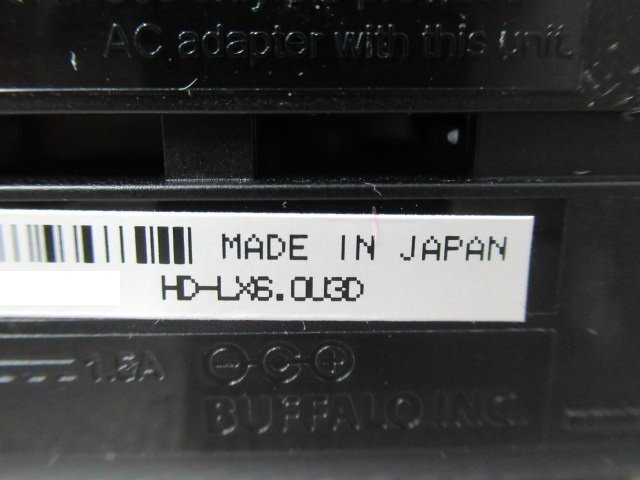 AC adapter with this unit.
MADE IN JAPAN
HD-LX6.0U3D
1.5A
BUFFALO INC.